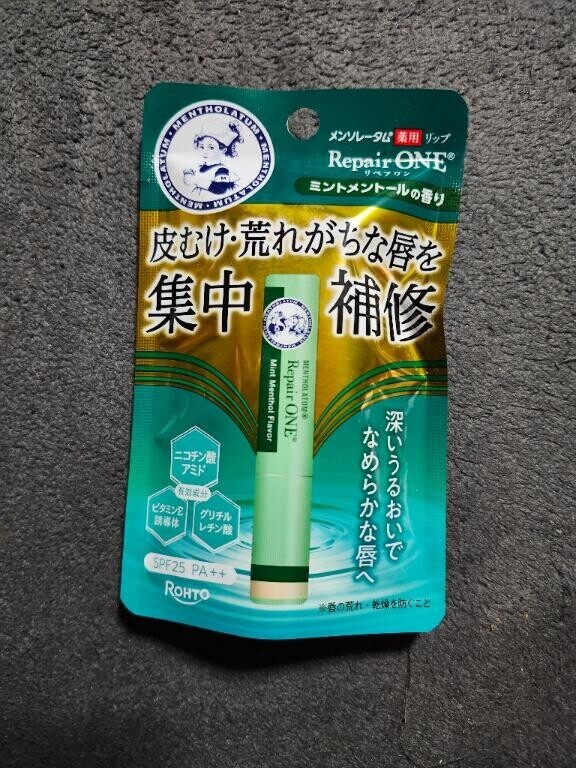 MENTHOLATUM · MENTHOLATUM · MENTHOLATUM
メンソレータム® 薬用 リップ
Repair ONE®
リペアワン
ミントメントールの香り
皮むけ・荒れがちな唇を
集中 補修
MENTHOLATUM
MENTHOLATUM®
Repair ONE®
Mint Menthol Flavor
深いうるおいで
なめらかな唇へ
ニコチン酸
アミド
有効成分
ビタミンE
誘導体
グリチル
レチン酸
SPF25 PA++
ROHTO
※唇の荒れ・乾燥を防ぐこと